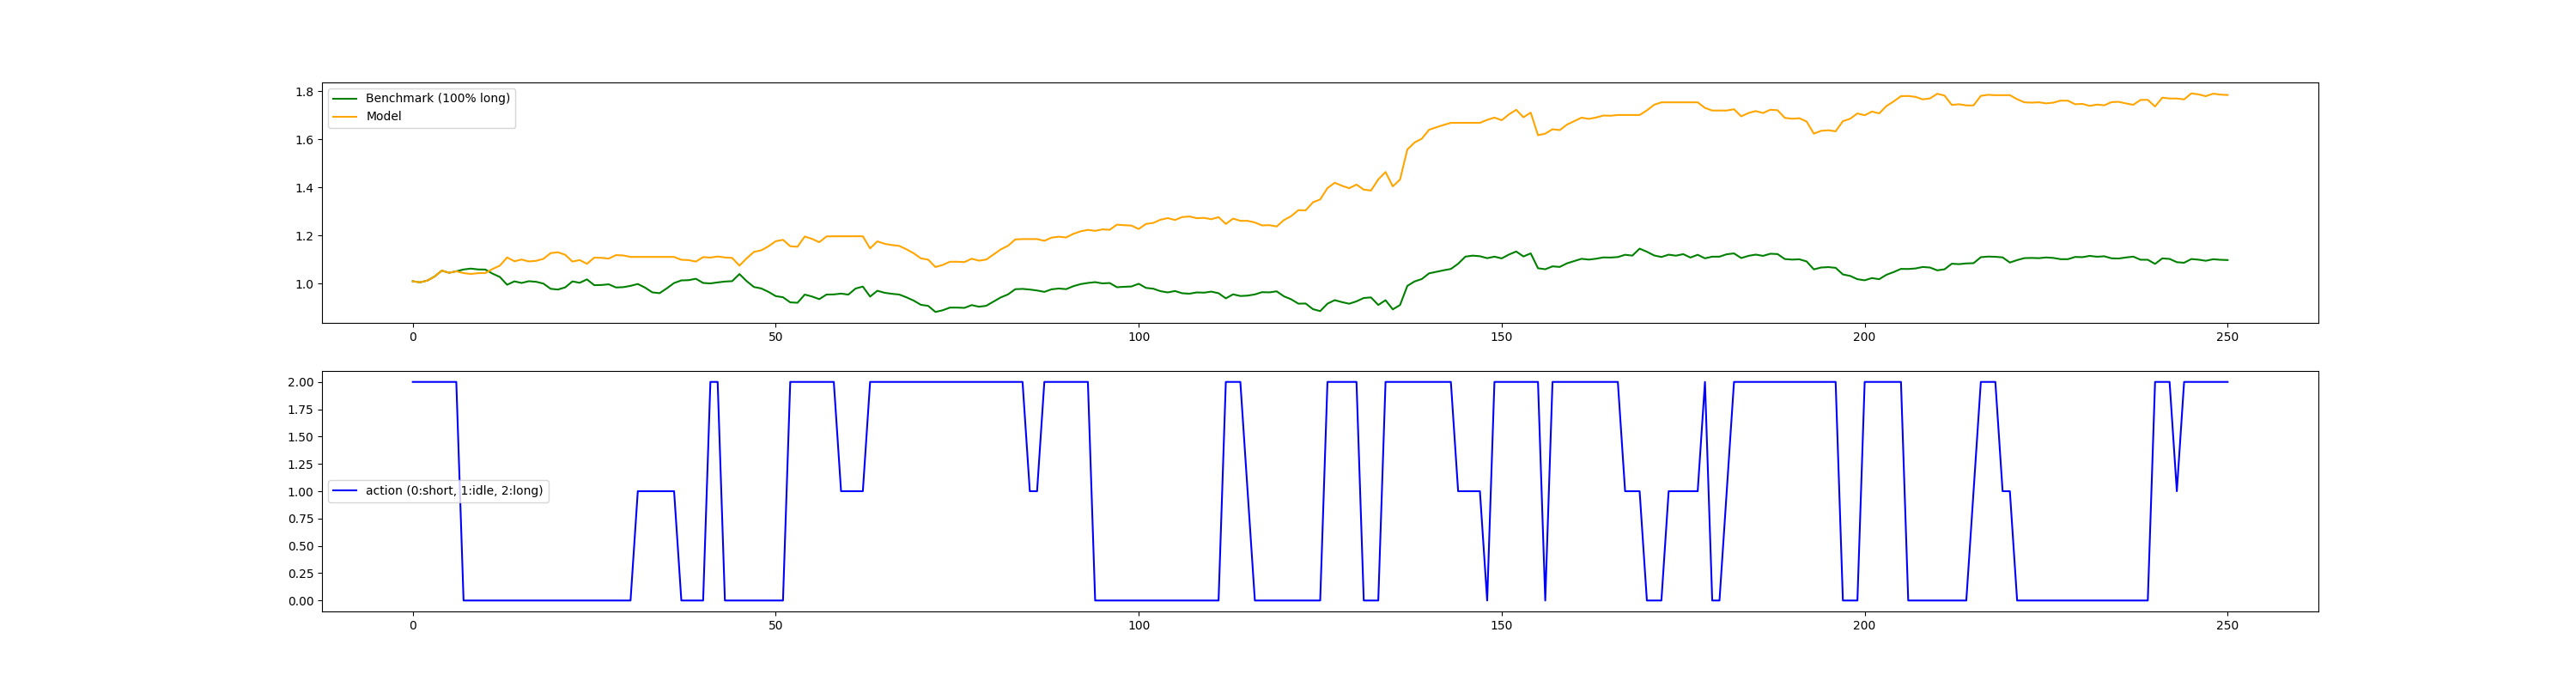 1.8
1.6
1.4
1.2
1.0
Benchmark (100% long)
Model
0 50 100 150 200 250
2.00
1.75
1.50
1.25
1.00
0.75
0.50
0.25
0.00
action (0:short, 1:idle, 2:long)
0 50 100 150 200 250